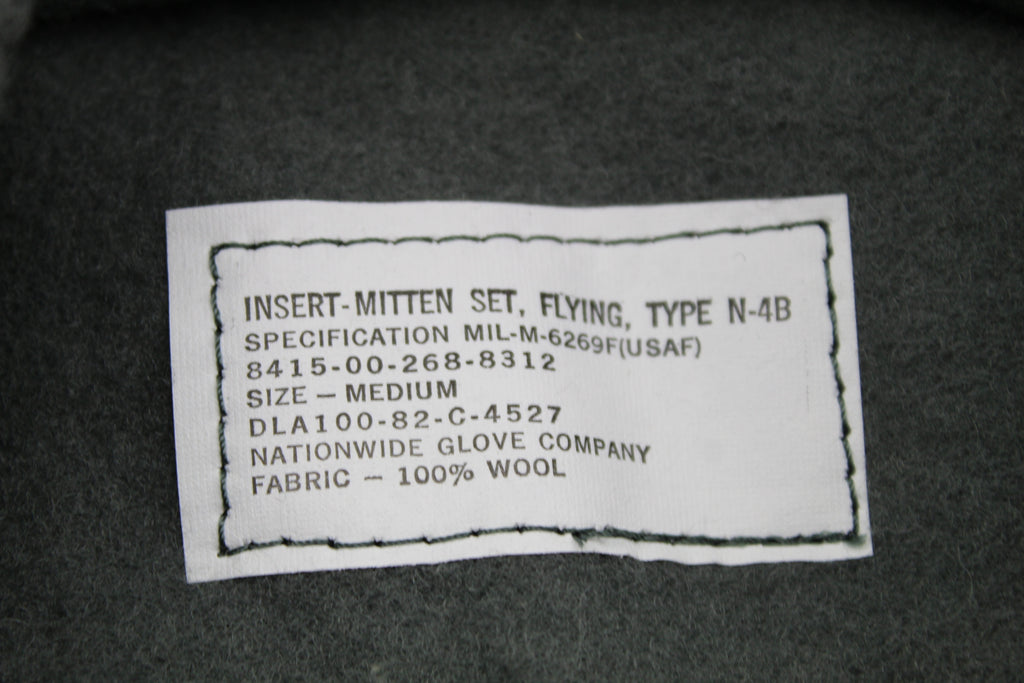 INSERT-MITTEN SET, FLYING, TYPE N-4B
SPECIFICATION MIL-M-6269F(USAF)
8415-00-268-8312
SIZE — MEDIUM
DLA100-82-C-4527
NATIONWIDE GLOVE COMPANY
FABRIC — 100% WOOL